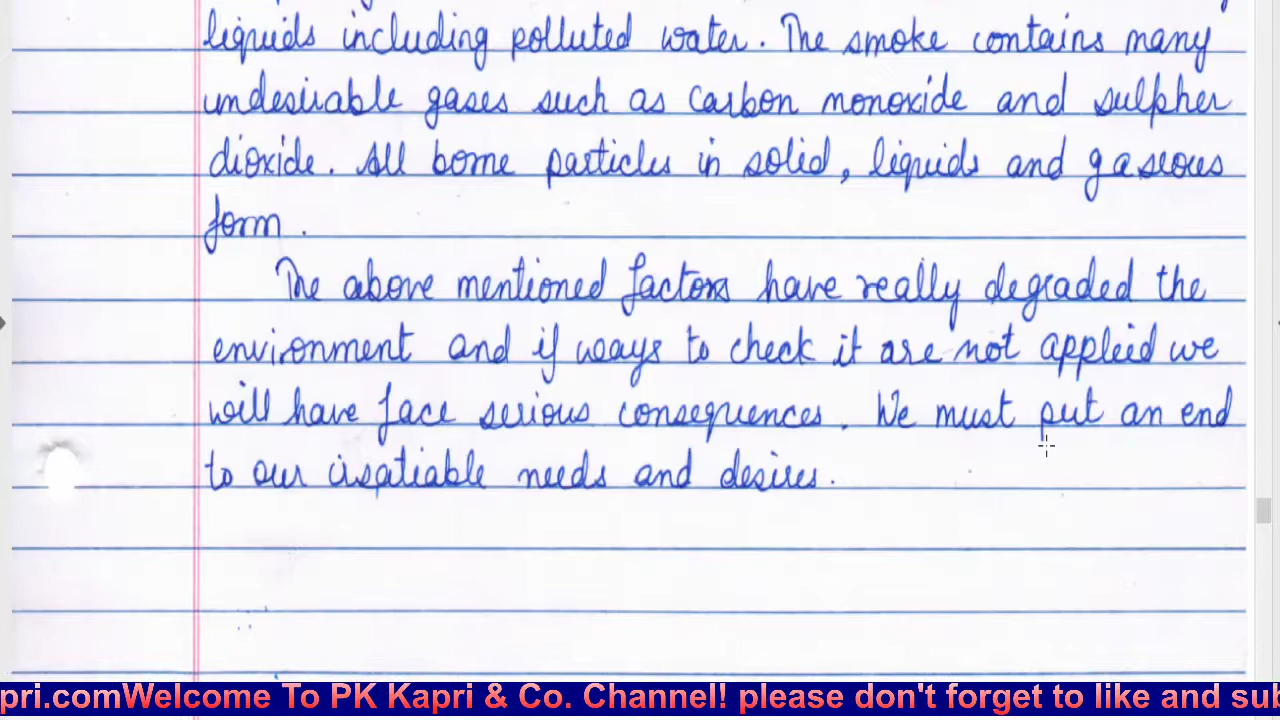 liquids including polluted water. The smoke contains many
undesirable gases such as carbon monoxide and sulpher
dioxide. All bome particles in solid, liquids and gaseous
form.
The above mentioned factors have really degraded the
environment and if ways to check it are not appleid we
will have face serious consequences. We must put an end
to our isatiable needs and desires.
pri.comWelcome To PK Kapri & Co. Channel! please don't forget to like and sub